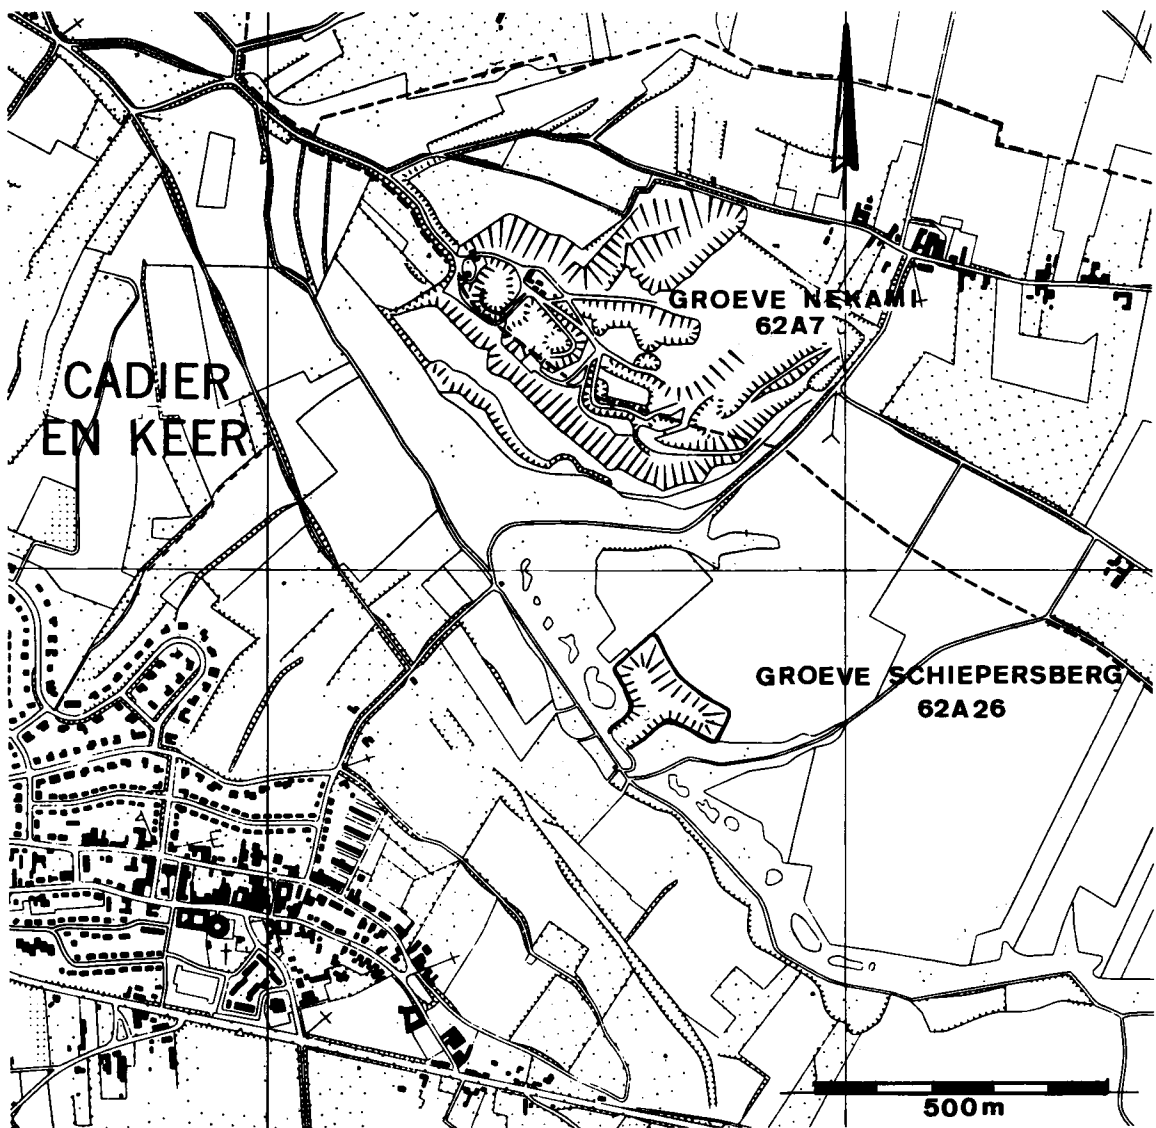 GROEVE NEKAMI
62A7
CADIER
EN KEER
GROEVE SCHIEPERSBERG
62A26
500m